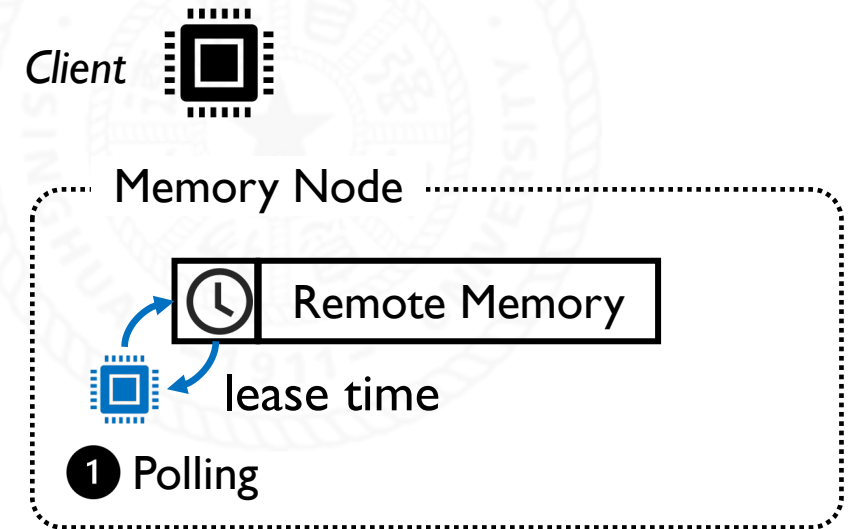 Client
Memory Node
Remote Memory
lease time
1 Polling